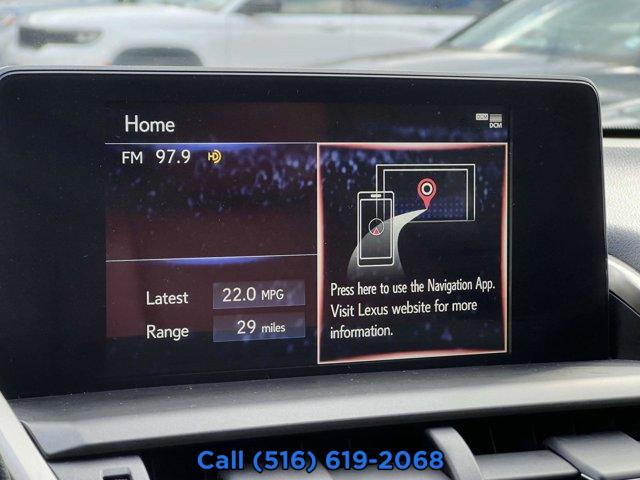 Home
DCM
DCM
FM 97.9 HD
Latest 22.0 MPG
Range 29 miles
Press here to use the Navigation App.
Visit Lexus website for more
information.
Call (516) 619-2068